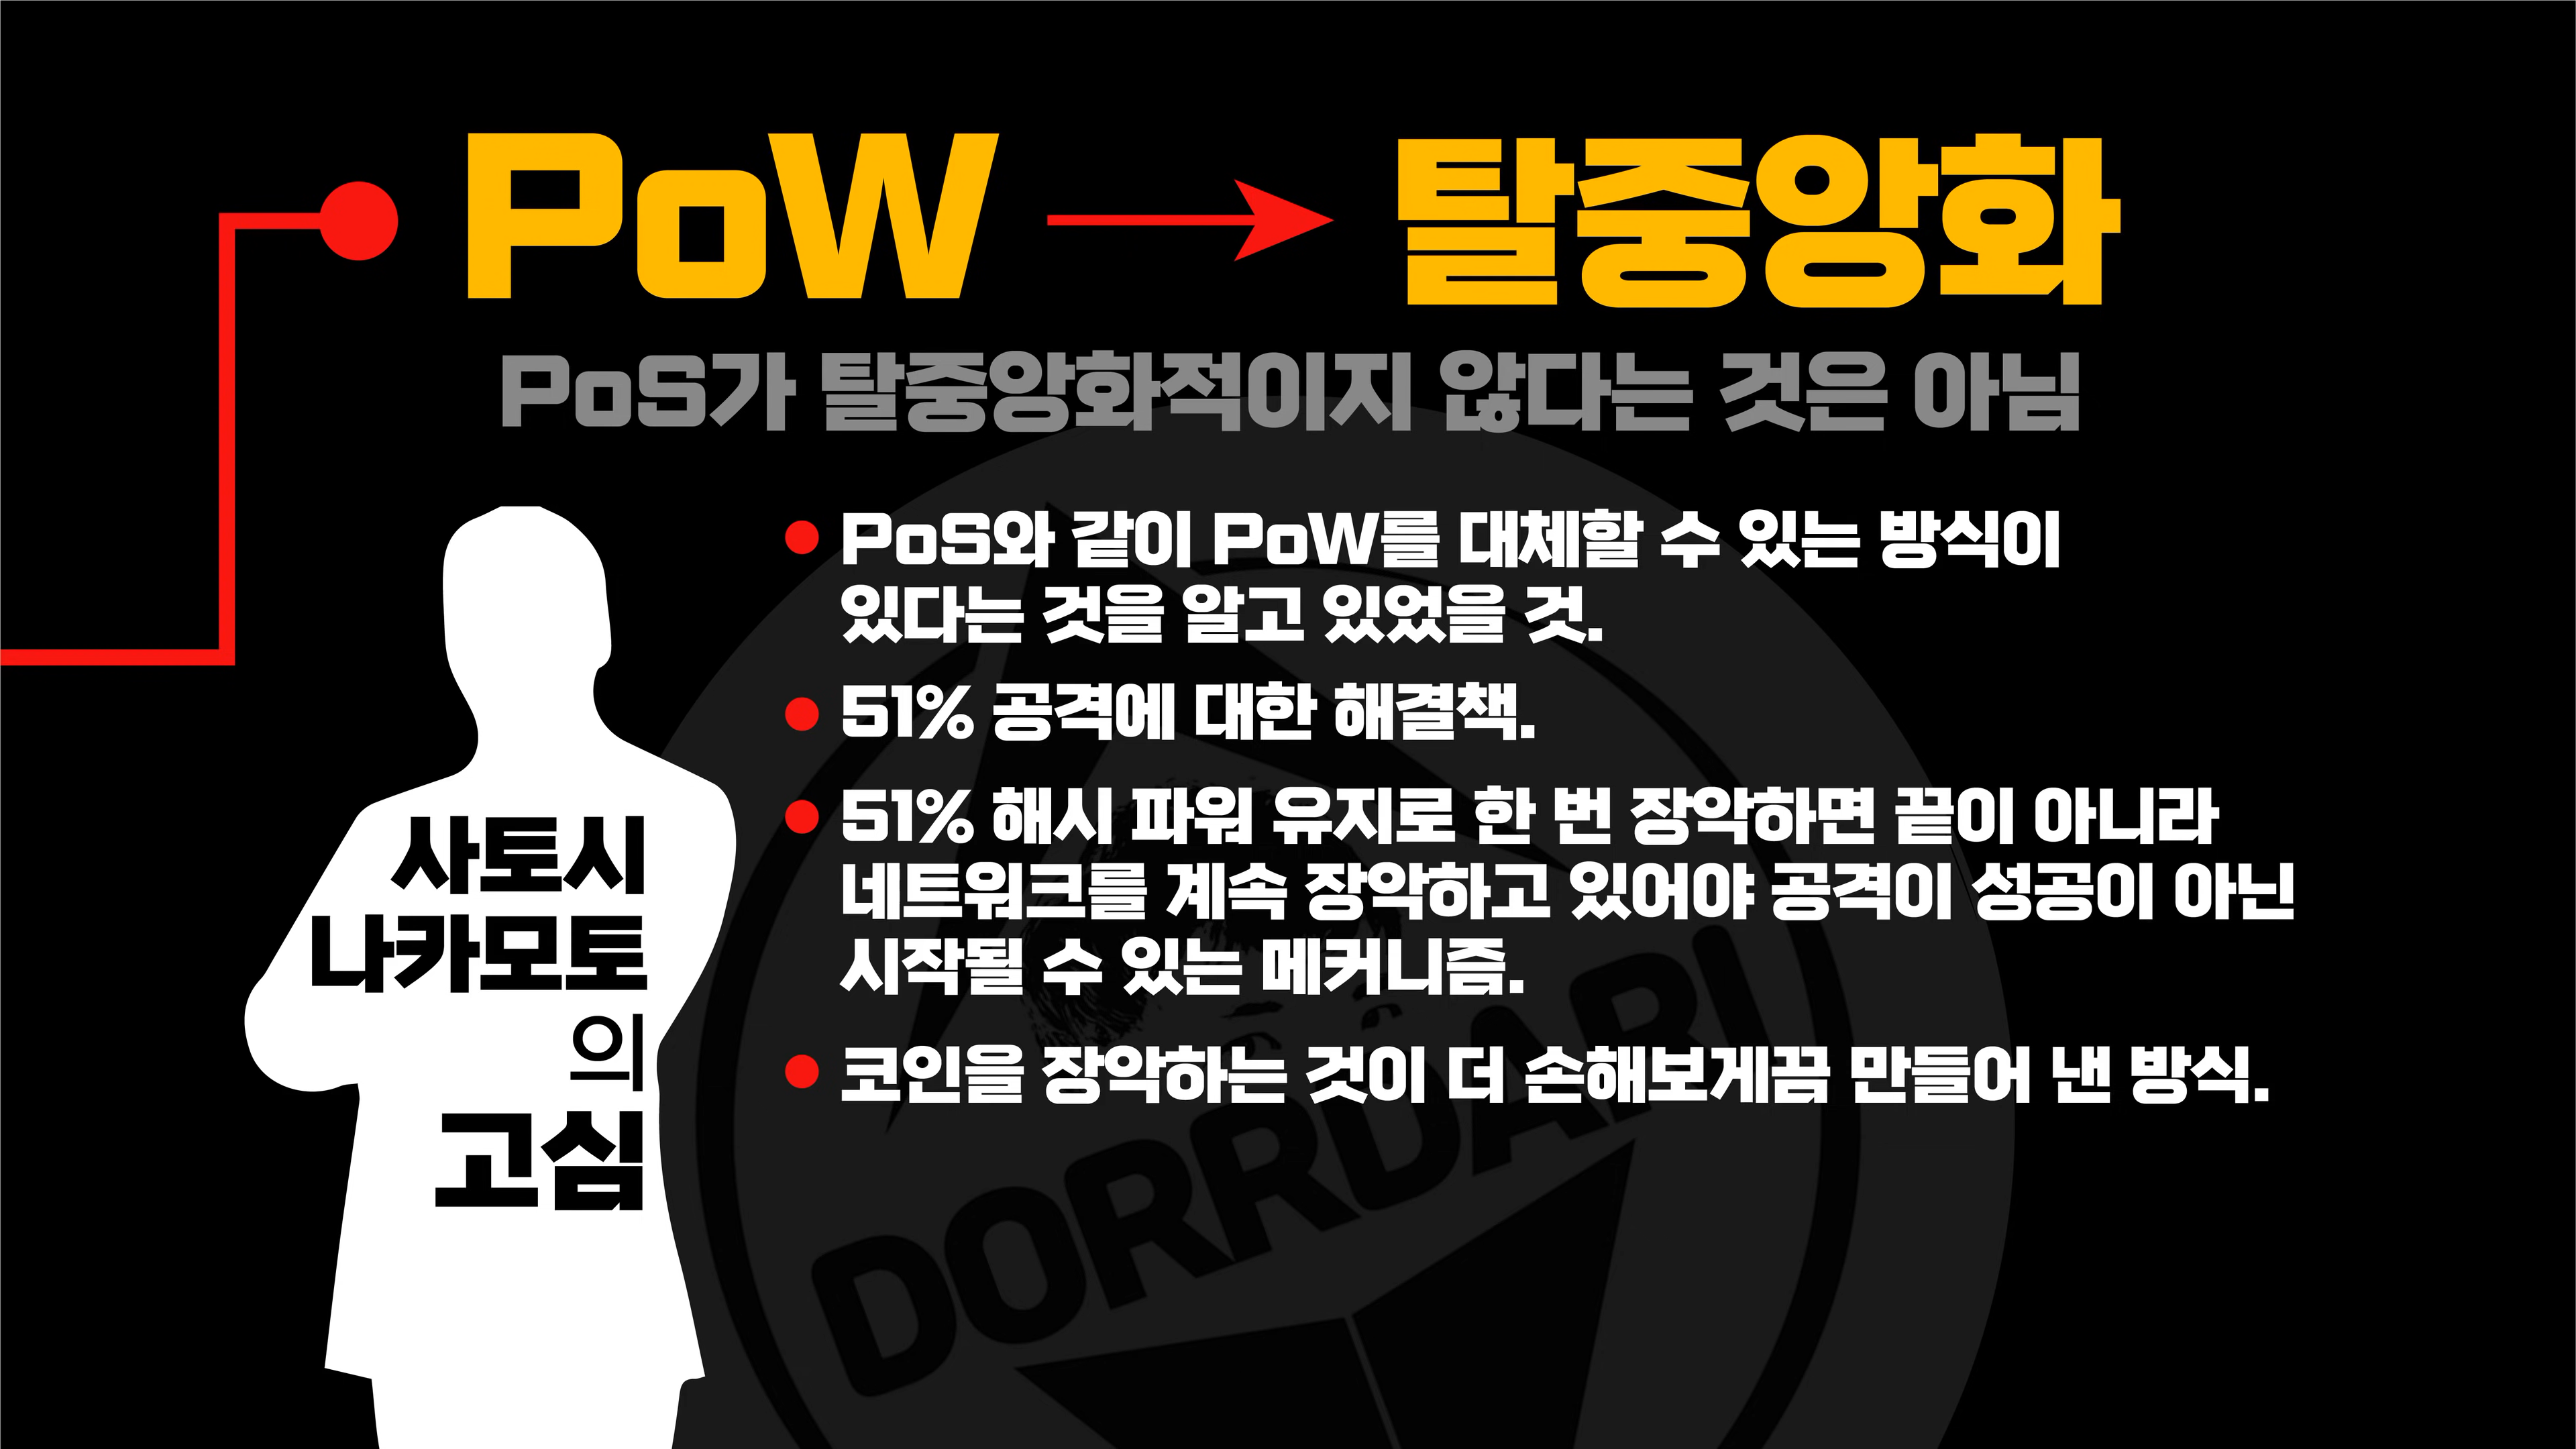 PoW → 탈중앙화
PoS가 탈중앙화적이지 않다는 것은 아님
사토시
나카모토
의
고심
PoS와 같이 PoW를 대체할 수 있는 방식이
있다는 것을 알고 있었을 것.
51% 공격에 대한 해결책.
51% 해시 파워 유지로 한 번 장악하면 끝이 아니라
네트워크를 계속 장악하고 있어야 공격이 성공이 아닌
시작될 수 있는 메커니즘.
코인을 장악하는 것이 더 손해보게끔 만들어 낸 방식.
DORRDARI